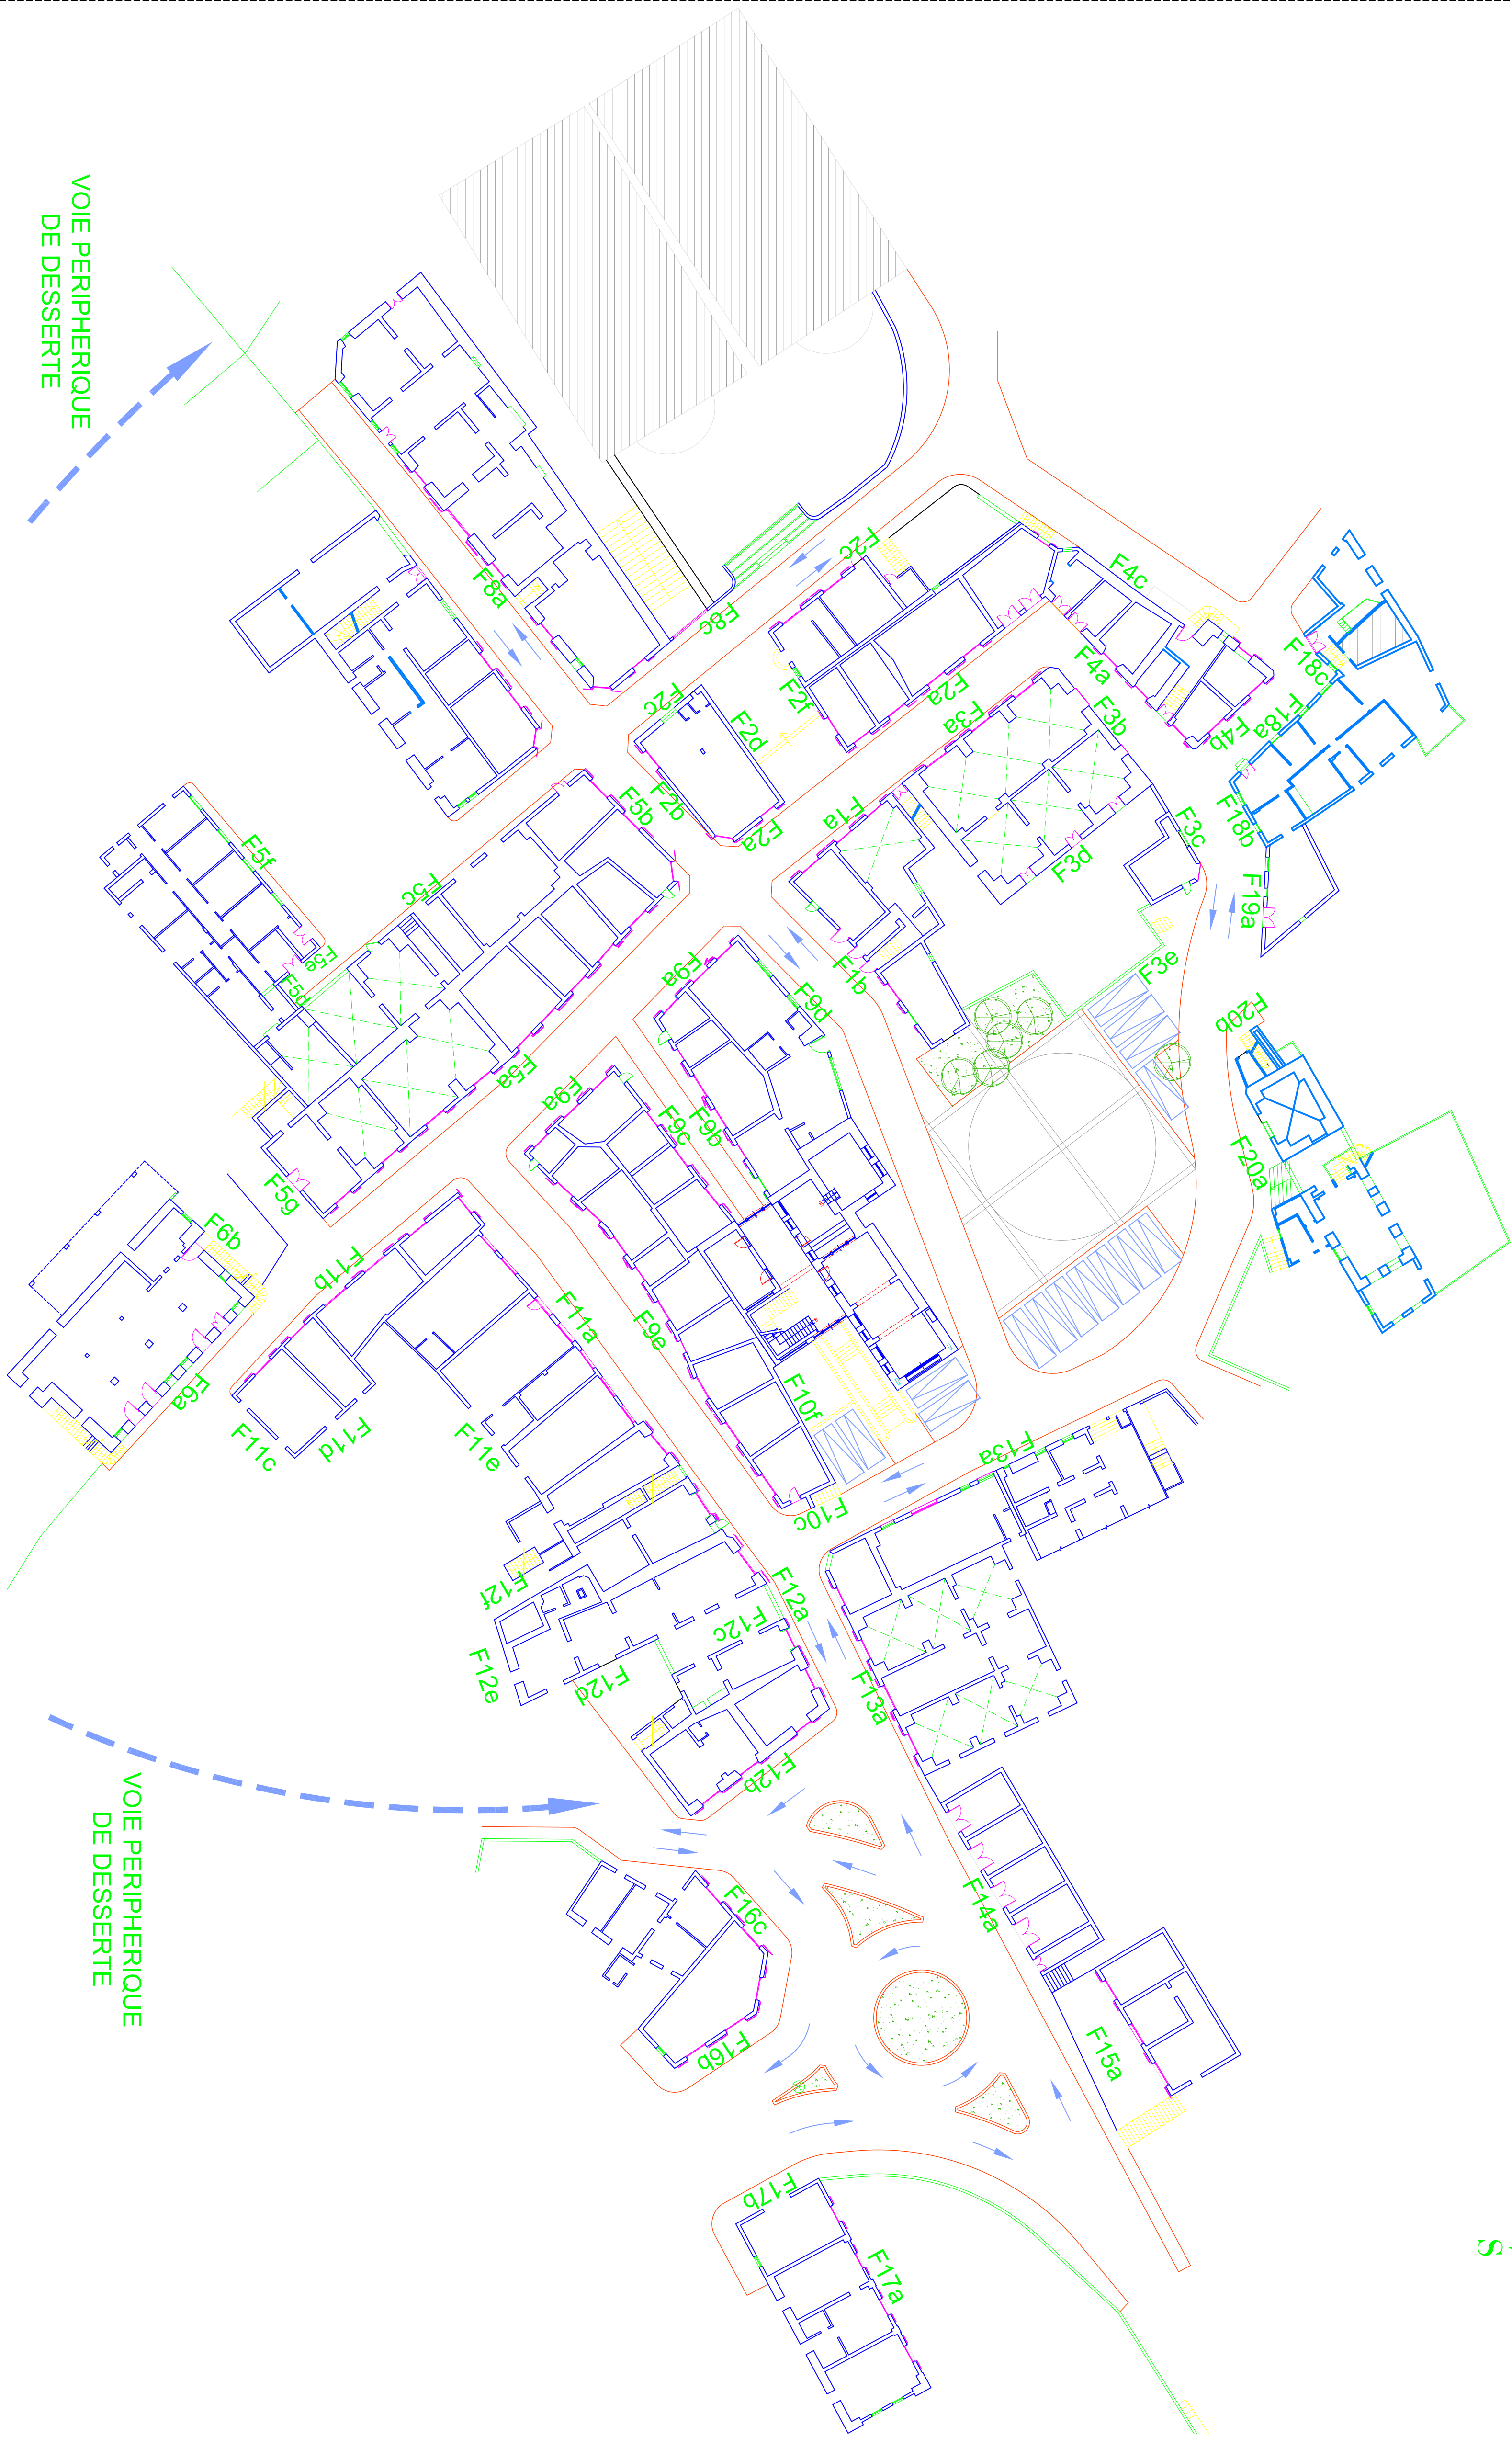 VOIE PERIPHERIQUE
DE DESSERTE
F8a
F8c
F2c
F4c
F4a
F4b
F18c
F18a
F18b
F19a
F2c
F2d
F2f
F2a
F3a
F3b
F3c
F3d
F3e
F2b
F2a
F1a
F1b
F5b
F5c
F5f
F5e
F5d
F5a
F5g
F9a
F9d
F9b
F9c
F9a
F9e
F20b
F20a
F6b
F6a
F11b
F11a
F11c
F11d
F11e
F10f
F10c
F13a
F12a
F12c
F12f
F12e
F12d
F12b
F13a
F14a
F15a
F16c
F16b
F17b
F17a
VOIE PERIPHERIQUE
DE DESSERTE
S